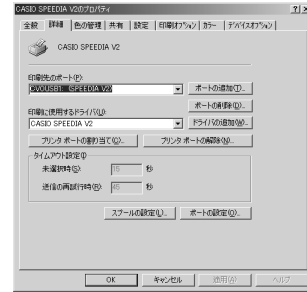 CASIO SPEEDIA V2のプロパティ
全般 詳細 色の管理 共有 設定 印刷ｵﾌﾟｼｮﾝ ｶﾗｰ ﾃﾞﾊﾞｲｽｵﾌﾟｼｮﾝ
CASIO SPEEDIA V2
印刷先のポート(P):
CVOUSB1: (SPEEDIA V2)
ポートの追加(T)...
ポートの削除(D)...
印刷に使用するドライバ(U):
CASIO SPEEDIA V2
ドライバの追加(W)...
プリンタ ポートの割り当て(C)...
プリンタ ポートの解除(N)...
タイムアウト設定
未選択時(S): 15 秒
送信の再試行時(R): 45 秒
スプールの設定(L)...
ポートの設定(O)...
OK
キャンセル
適用(A)
ヘルプ